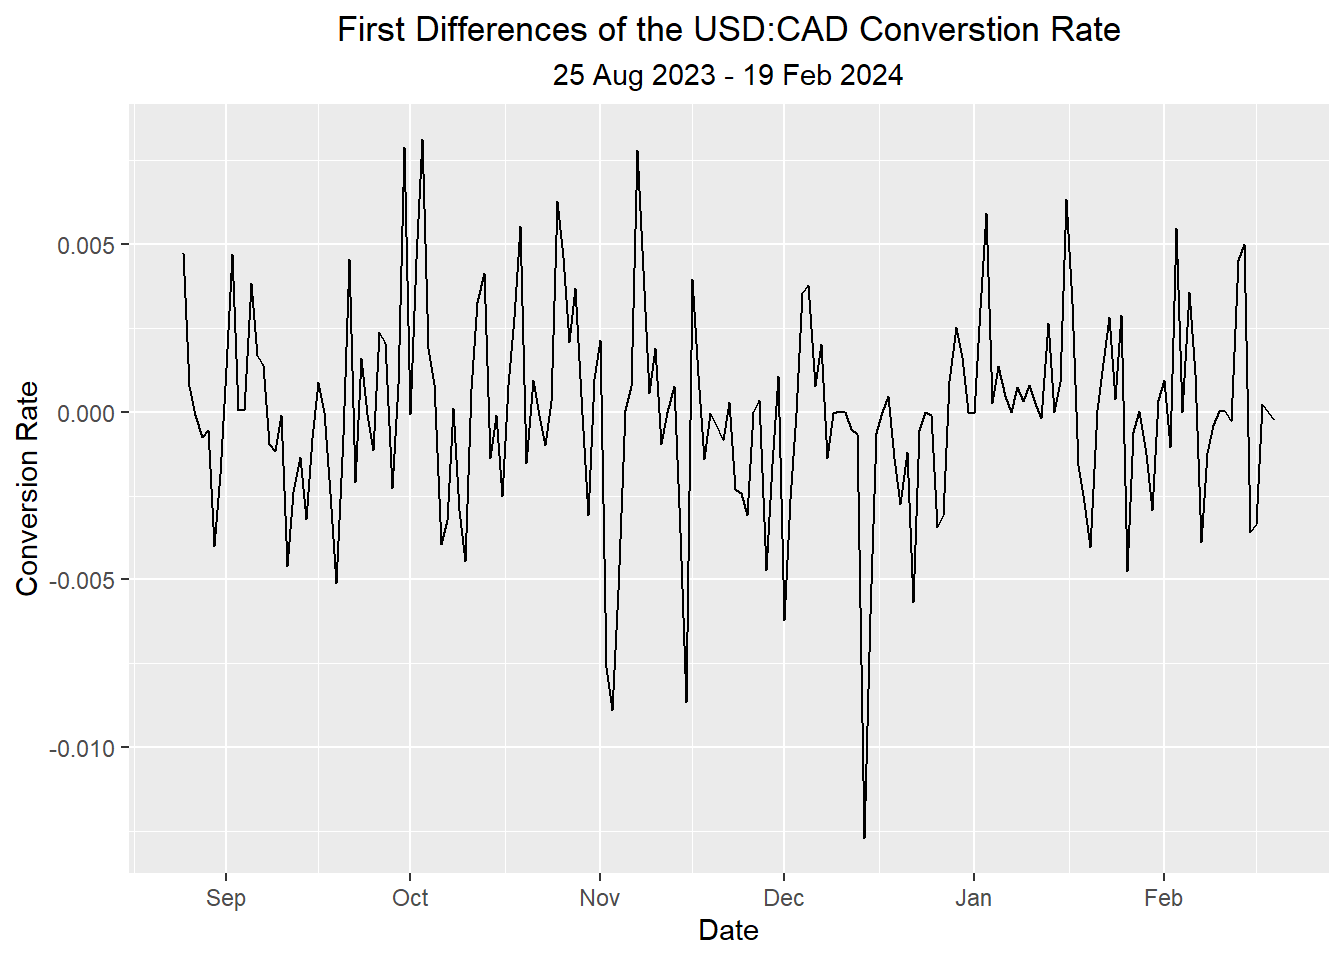 First Differences of the USD:CAD Converstion Rate
25 Aug 2023 - 19 Feb 2024
Conversion Rate
0.005
0.000
-0.005
-0.010
Sep Oct Nov Dec Jan Feb
Date